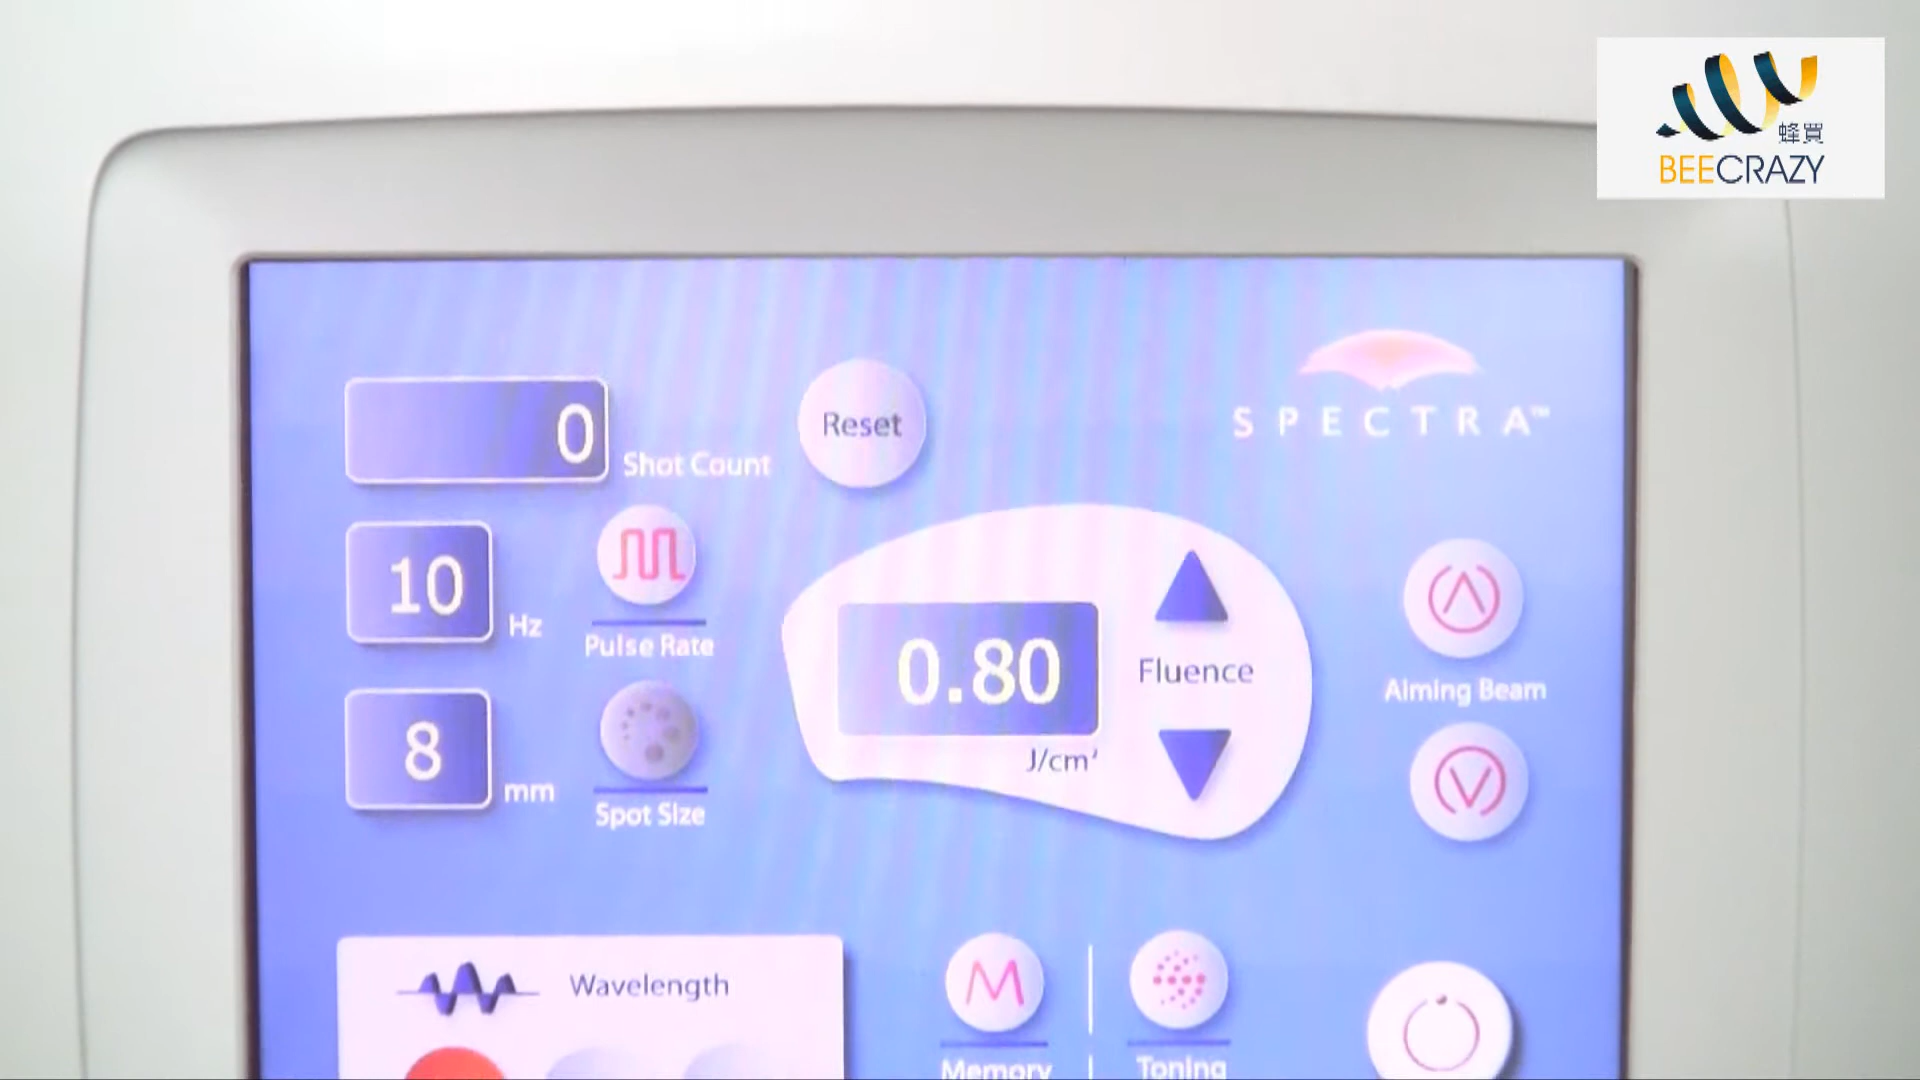 蜂買
BEECRAZY
SPECTRA™
0
Shot Count
Reset
10
Hz
Pulse Rate
0.80
J/cm²
Fluence
Aiming Beam
8
mm
Spot Size
Wavelength
M
Memory
Toning